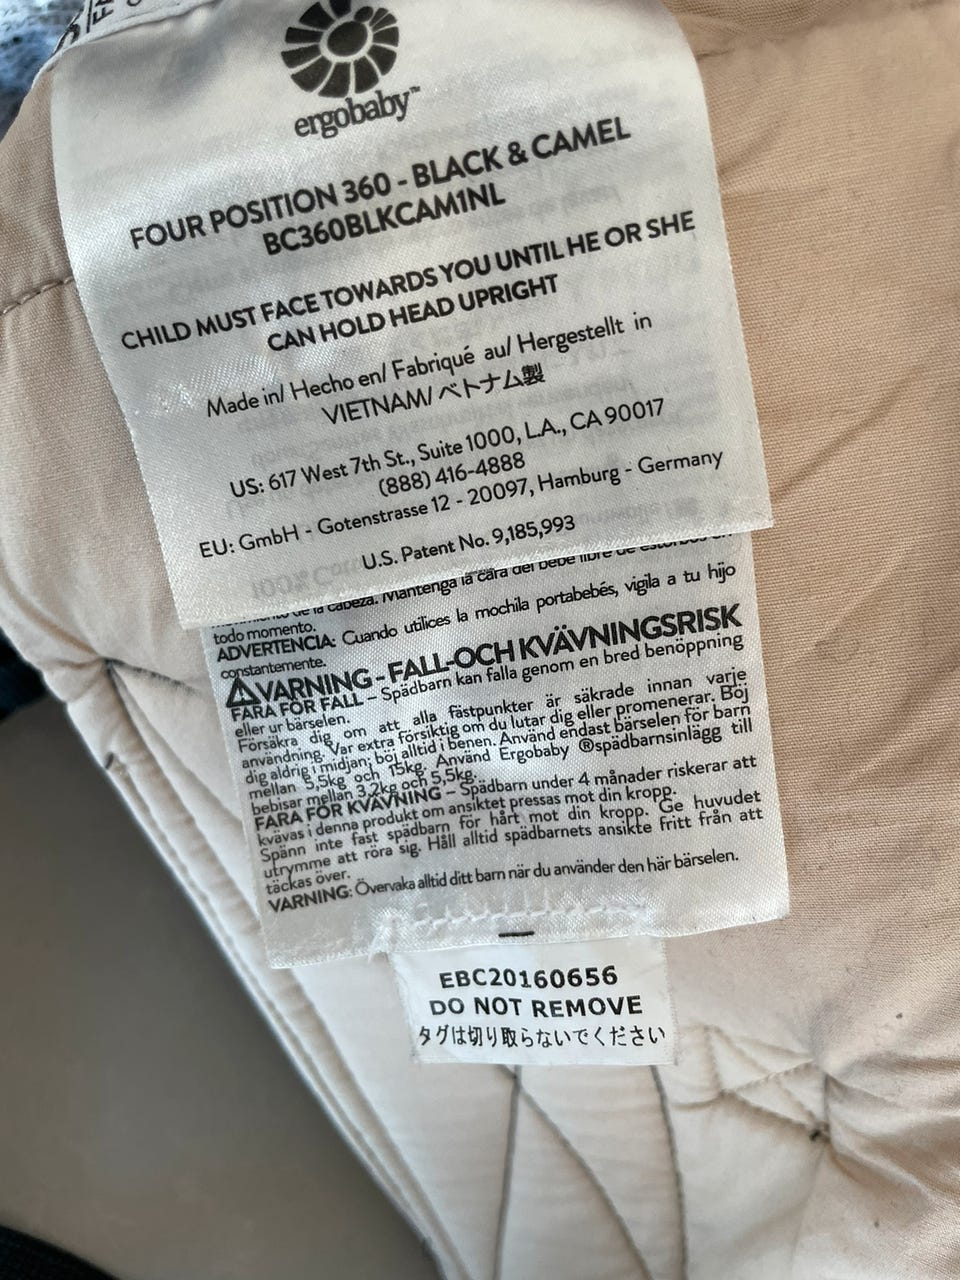 ergobaby™
FOUR POSITION 360 - BLACK & CAMEL
BC360BLKCAM1NL
CHILD MUST FACE TOWARDS YOU UNTIL HE OR SHE
CAN HOLD HEAD UPRIGHT
Made in/ Hecho en/ Fabriqué au/ Hergestellt in
VIETNAM/ ベトナム製
US: 617 West 7th St., Suite 1000, L.A., CA 90017
(888) 416-4888
EU: GmbH - Gotenstrasse 12 - 20097, Hamburg - Germany
U.S. Patent No. 9,185,993
de la cabeza. Mantenga la cara del bebé libre de estorbos en
todo momento.
ADVERTENCIA: Cuando utilices la mochila portabebés, vigila a tu hijo
constantemente.
⚠VARNING - FALL-OCH KVÄVNINGSRISK
FARA FÖR FALL – Spädbarn kan falla genom en bred benöppning
eller ur bärselen.
Försäkra dig om att alla fästpunkter är säkrade innan varje
användning. Var extra försiktig om du lutar dig eller promenerar. Böj
dig aldrig i midjan; böj alltid i benen. Använd endast bärselen för barn
mellan 5,5kg och 15kg. Använd Ergobaby ®spädbarnsinlägg till
bebisar mellan 3,2kg och 5,5kg.
FARA FÖR KVÄVNING – Spädbarn under 4 månader riskerar att
kvävas i denna produkt om ansiktet pressas mot din kropp.
Spänn inte fast spädbarn för hårt mot din kropp. Ge huvudet
utrymme att röra sig. Håll alltid spädbarnets ansikte fritt från att
täckas över.
VARNING: Övervaka alltid ditt barn när du använder den här bärselen.
EBC20160656
DO NOT REMOVE
タグは切り取らないでください